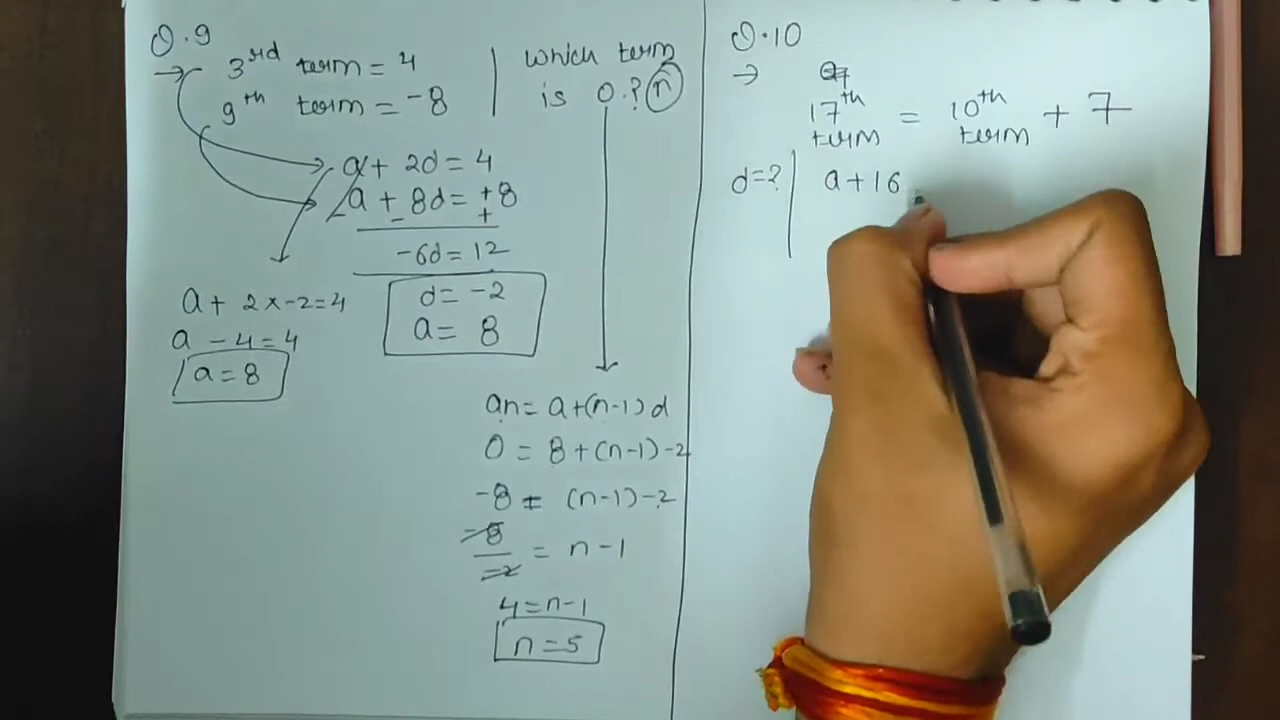 Q.9
→ 3rd term = 4
9th term = -8
which term
is 0.? n
a + 2d = 4
a + 8d = +8
- - +
-6d = 12
d = -2
a = 8
a + 2 x -2 = 4
a - 4 = 4
a = 8
an = a + (n-1) d
0 = 8 + (n-1) -2
-8 = (n-1) -2
-8/-2 = n - 1
4 = n-1
n = 5
Q.10
→
17th term = 10th term + 7
d = ?
a + 16